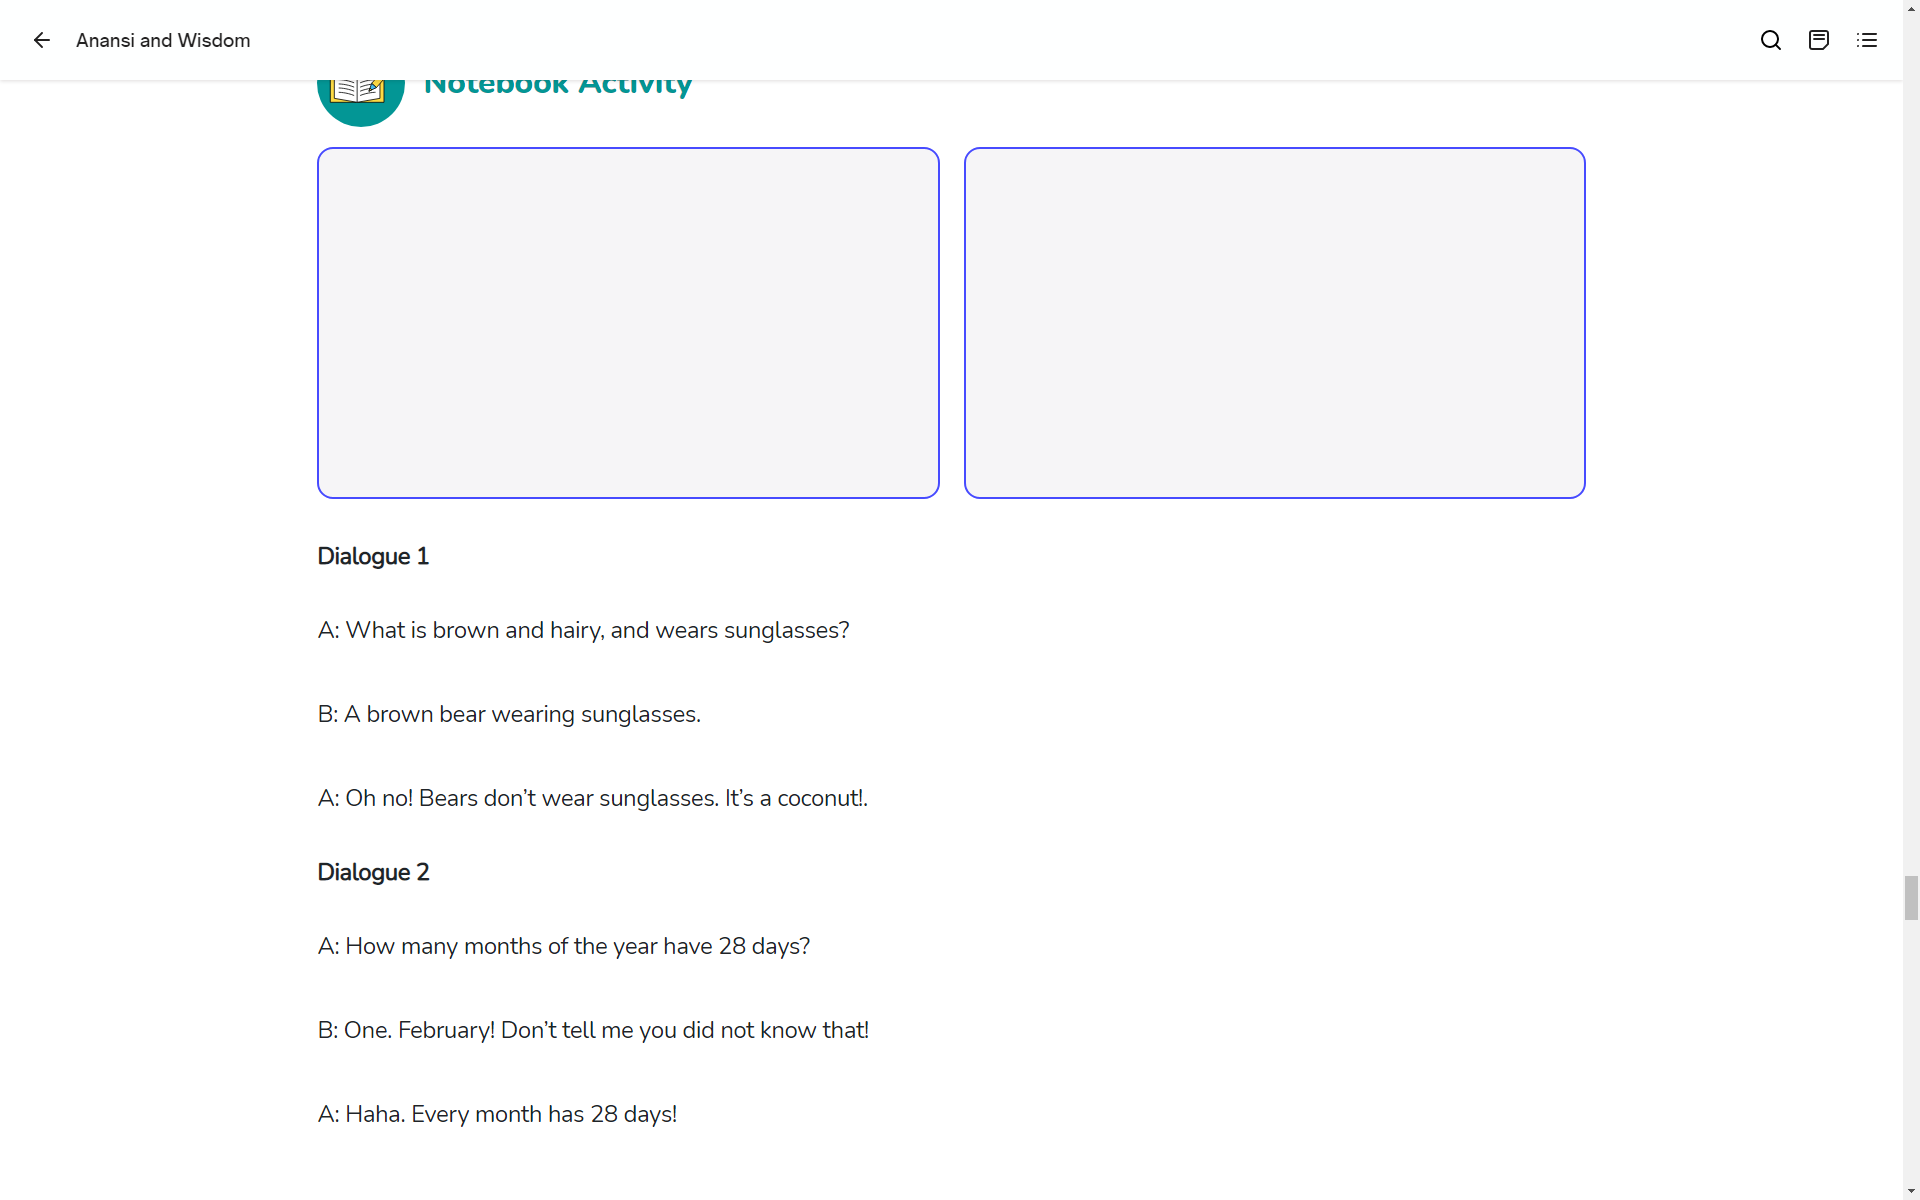 Anansi and Wisdom
Notebook Activity
Dialogue 1
A: What is brown and hairy, and wears sunglasses?
B: A brown bear wearing sunglasses.
A: Oh no! Bears don’t wear sunglasses. It’s a coconut!.
Dialogue 2
A: How many months of the year have 28 days?
B: One. February! Don’t tell me you did not know that!
A: Haha. Every month has 28 days!